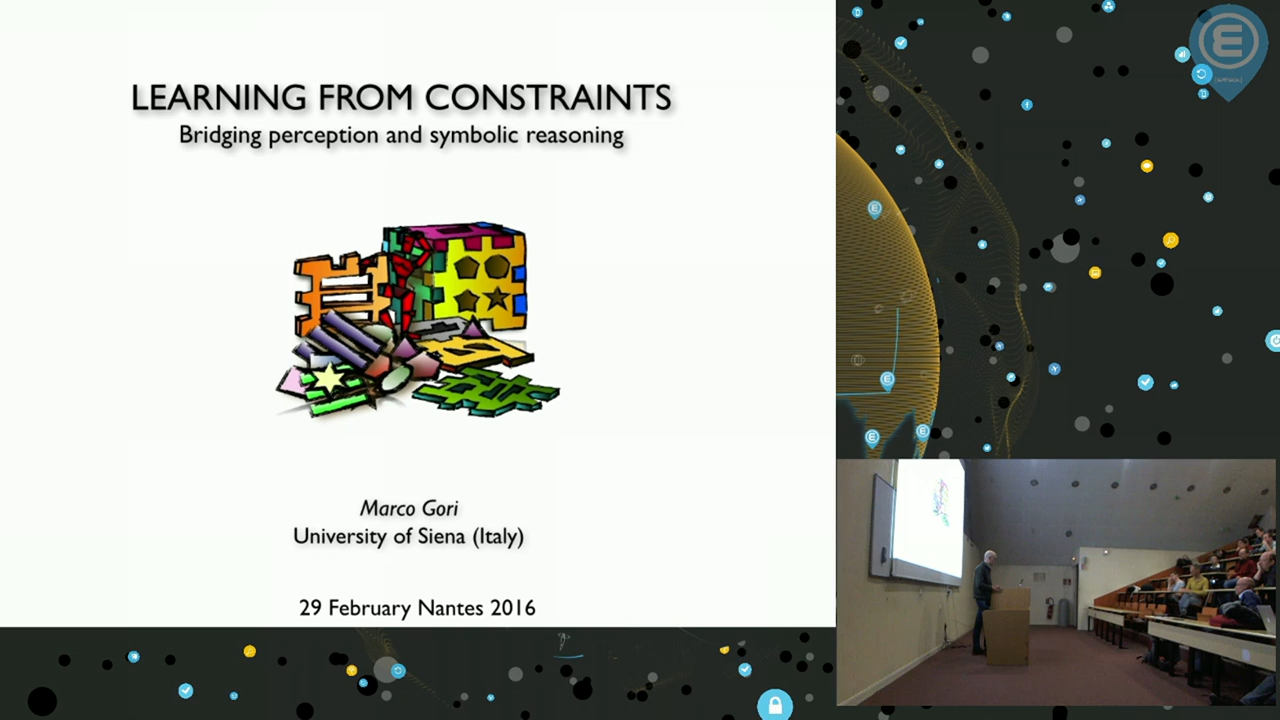 LEARNING FROM CONSTRAINTS
Bridging perception and symbolic reasoning
Marco Gori
University of Siena (Italy)
29 February Nantes 2016